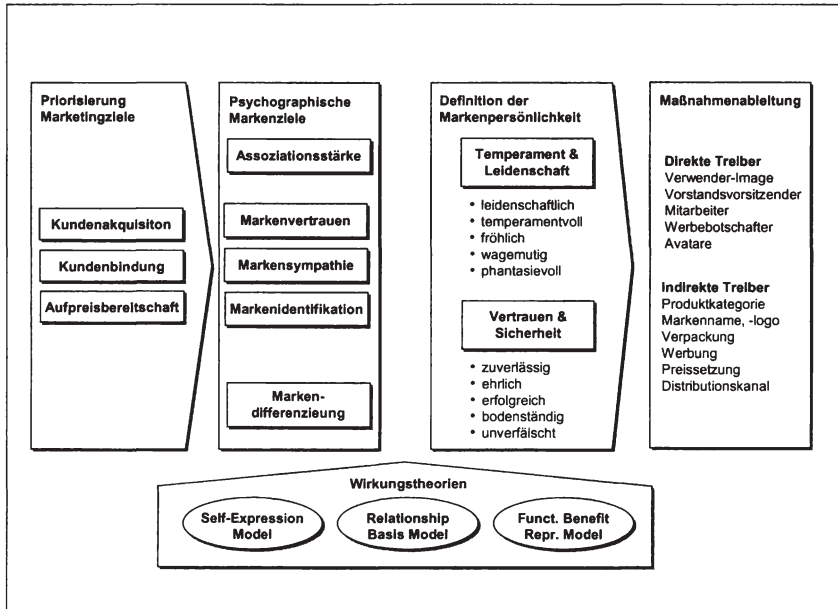 Priorisierung
Marketingziele
Kundenakquisiton
Kundenbindung
Aufpreisbereitschaft
Psychographische
Markenziele
Assoziationsstärke
Markenvertrauen
Markensympathie
Markenidentifikation
Marken-
differenzieung
Definition der
Markenpersönlichkeit
Temperament &
Leidenschaft
• leidenschaftlich
• temperamentvoll
• fröhlich
• wagemutig
• phantasievoll
Vertrauen &
Sicherheit
• zuverlässig
• ehrlich
• erfolgreich
• bodenständig
• unverfälscht
Maßnahmenableitung
Direkte Treiber
Verwender-Image
Vorstandsvorsitzender
Mitarbeiter
Werbebotschafter
Avatare
Indirekte Treiber
Produktkategorie
Markenname, -logo
Verpackung
Werbung
Preissetzung
Distributionskanal
Wirkungstheorien
Self-Expression
Model
Relationship
Basis Model
Funct. Benefit
Repr. Model